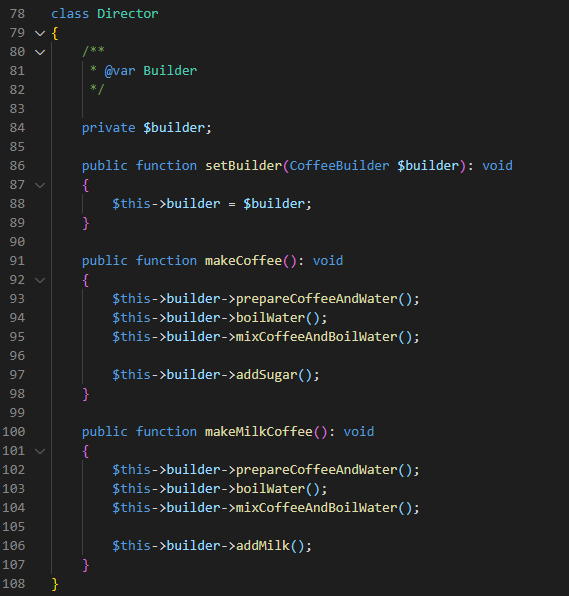 78 class Director
79 {
80     /**
81      * @var Builder
82      */
83
84     private $builder;
85
86     public function setBuilder(CoffeeBuilder $builder): void
87     {
88         $this->builder = $builder;
89     }
90
91     public function makeCoffee(): void
92     {
93         $this->builder->prepareCoffeeAndWater();
94         $this->builder->boilWater();
95         $this->builder->mixCoffeeAndBoilWater();
96
97         $this->builder->addSugar();
98     }
99
100     public function makeMilkCoffee(): void
101     {
102         $this->builder->prepareCoffeeAndWater();
103         $this->builder->boilWater();
104         $this->builder->mixCoffeeAndBoilWater();
105
106         $this->builder->addMilk();
107     }
108 }